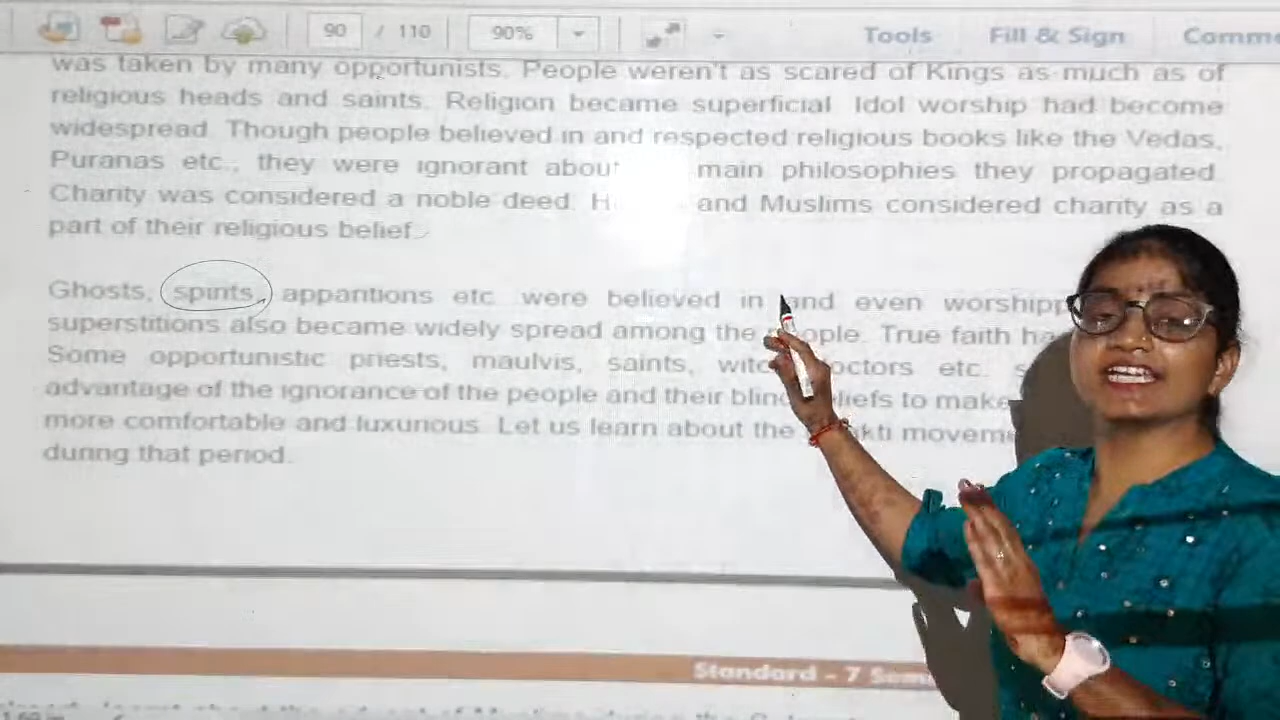 90 / 110 90% Tools Fill & Sign
was taken by many opportunists. People weren't as scared of Kings as much as of
religious heads and saints. Religion became superficial. Idol worship had become
widespread. Though people believed in and respected religious books like the Vedas,
Puranas etc., they were ignorant about main philosophies they propagated.
Charity was considered a noble deed. and Muslims considered charity as a
part of their religious belief.
Ghosts, spirits, apparitions etc. were believed in and even
superstitions also became widely spread among the people. True faith
Some opportunistic priests, maulvis, saints, etc.
advantage of the ignorance of the people and their blind to make
more comfortable and luxurious. Let us learn about the
during that period.
Standard - 7